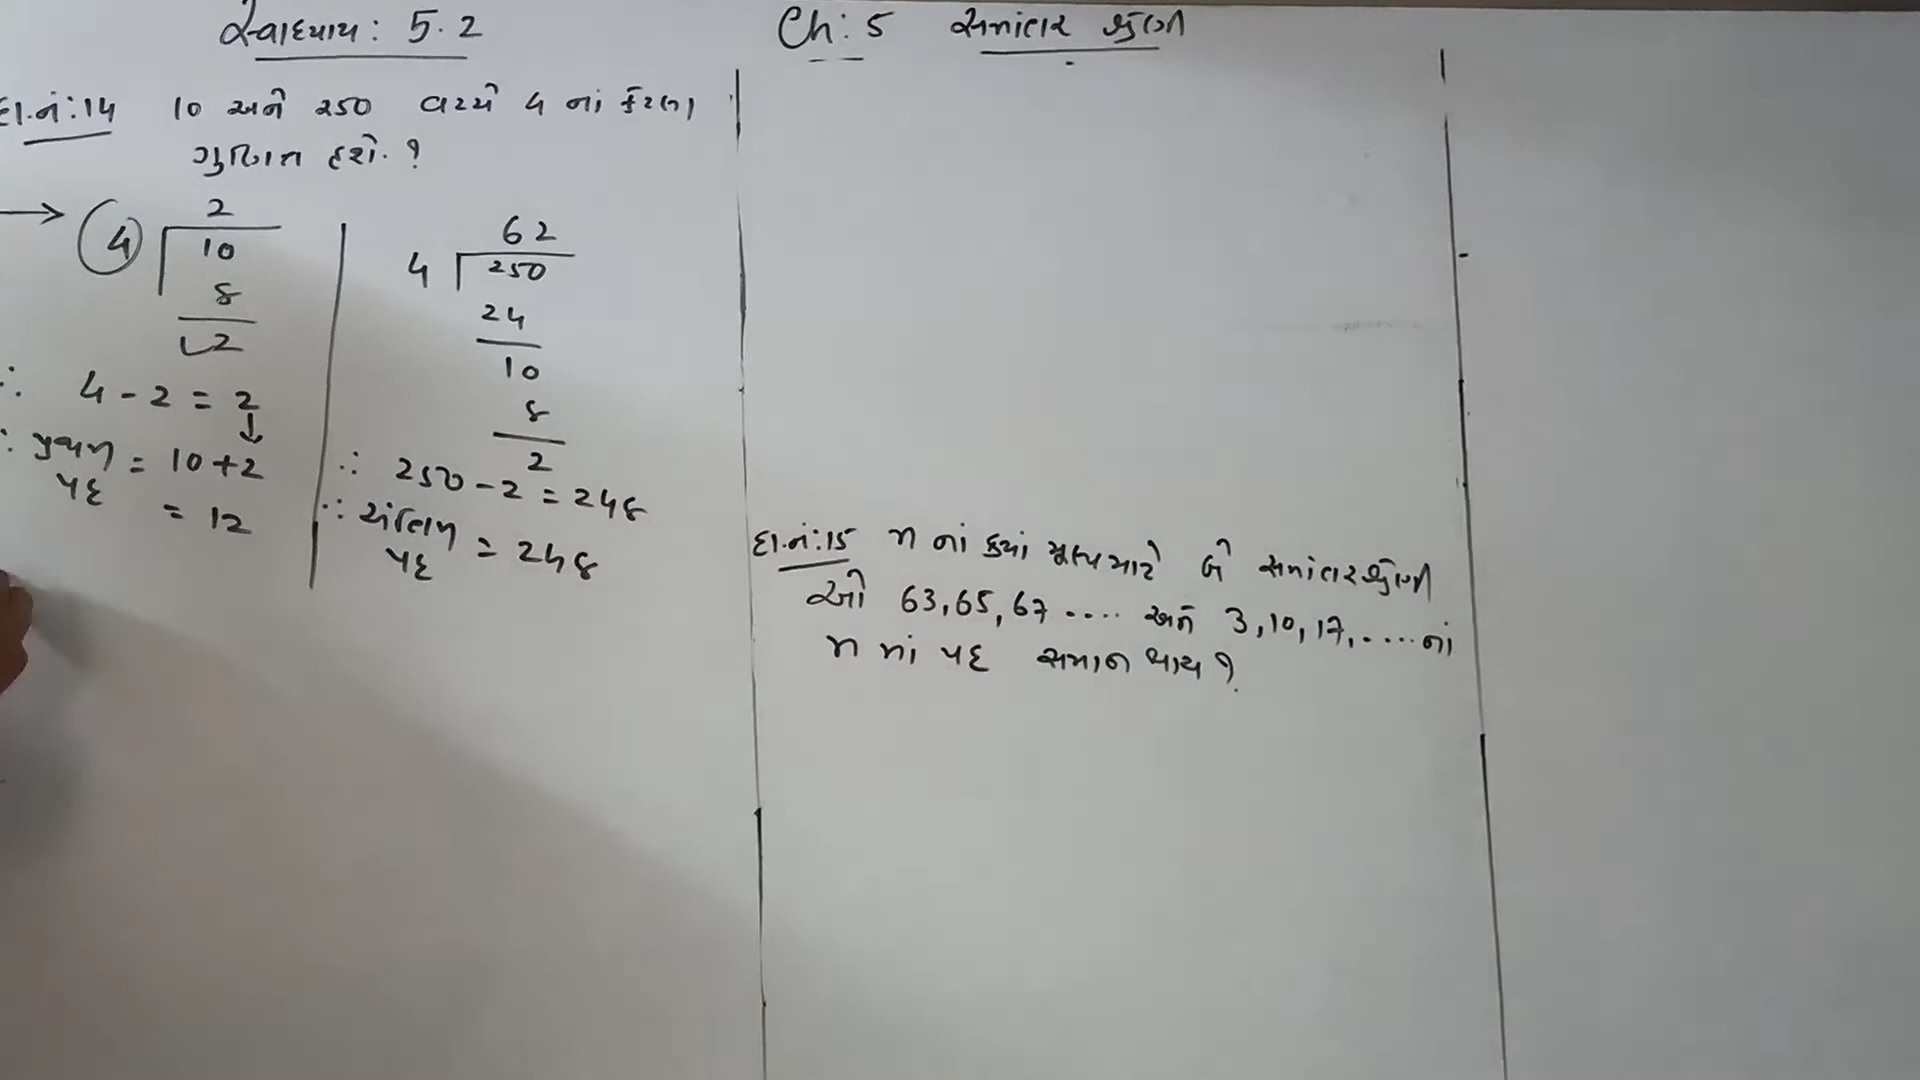 સ્વાધ્યાય: 5.2
Ch: 5 સમાંતર શ્રેણી
દા.નં:14 10 અને 250 વચ્ચે 4 નાં કેટલા
ગુણિત હશે. ?
→ 4 2
10
8
2
∴ 4 - 2 = 2
∴ પ્રથમ પદ = 10 + 2
= 12
62
4 250
24
10
8
2
∴ 250 - 2 = 248
∴ અંતિમ પદ = 248
દા.નં:15 n નાં કયાં મૂલ્ય માટે બે સમાંતર શ્રેણી
ઓ 63, 65, 67 .... અને 3, 10, 17, .... નાં
n માં પદ સમાન થાય ?